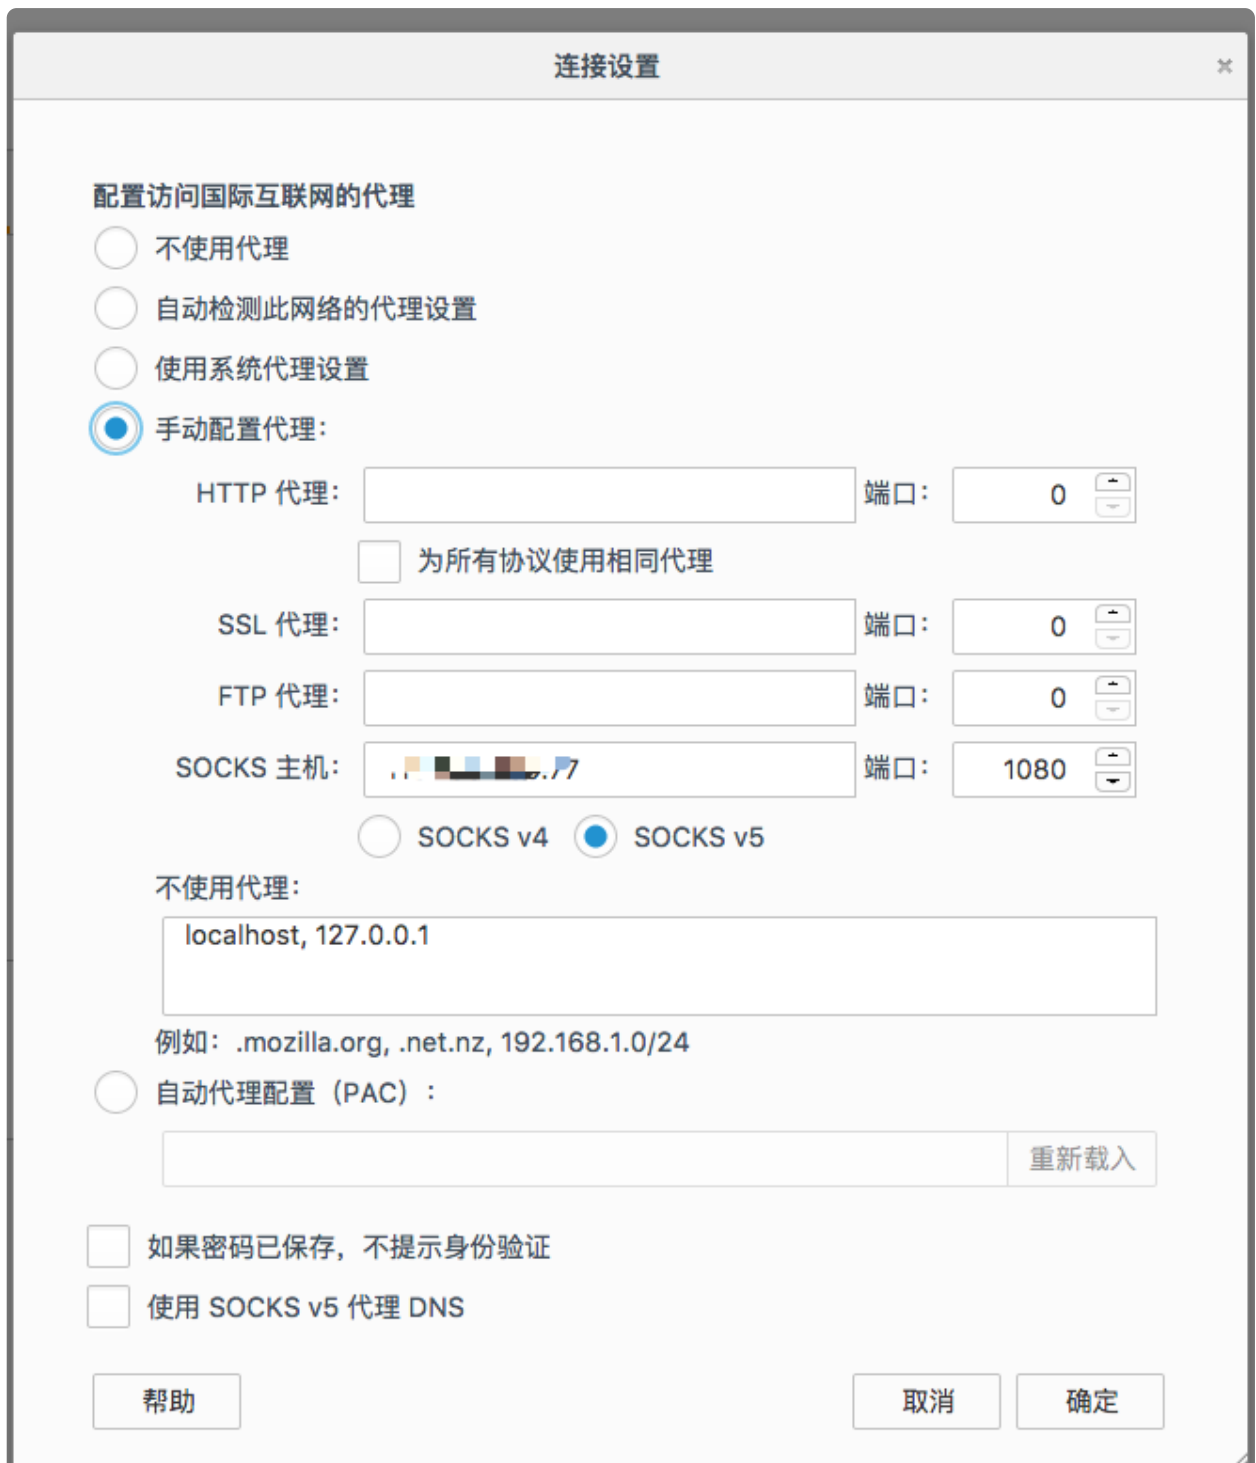 连接设置
配置访问国际互联网的代理
不使用代理
自动检测此网络的代理设置
使用系统代理设置
手动配置代理：
HTTP 代理： 端口： 0
为所有协议使用相同代理
SSL 代理： 端口： 0
FTP 代理： 端口： 0
SOCKS 主机： 端口： 1080
SOCKS v4 SOCKS v5
不使用代理：
localhost, 127.0.0.1
例如：.mozilla.org, .net.nz, 192.168.1.0/24
自动代理配置（PAC）：
重新载入
如果密码已保存，不提示身份验证
使用 SOCKS v5 代理 DNS
帮助 取消 确定